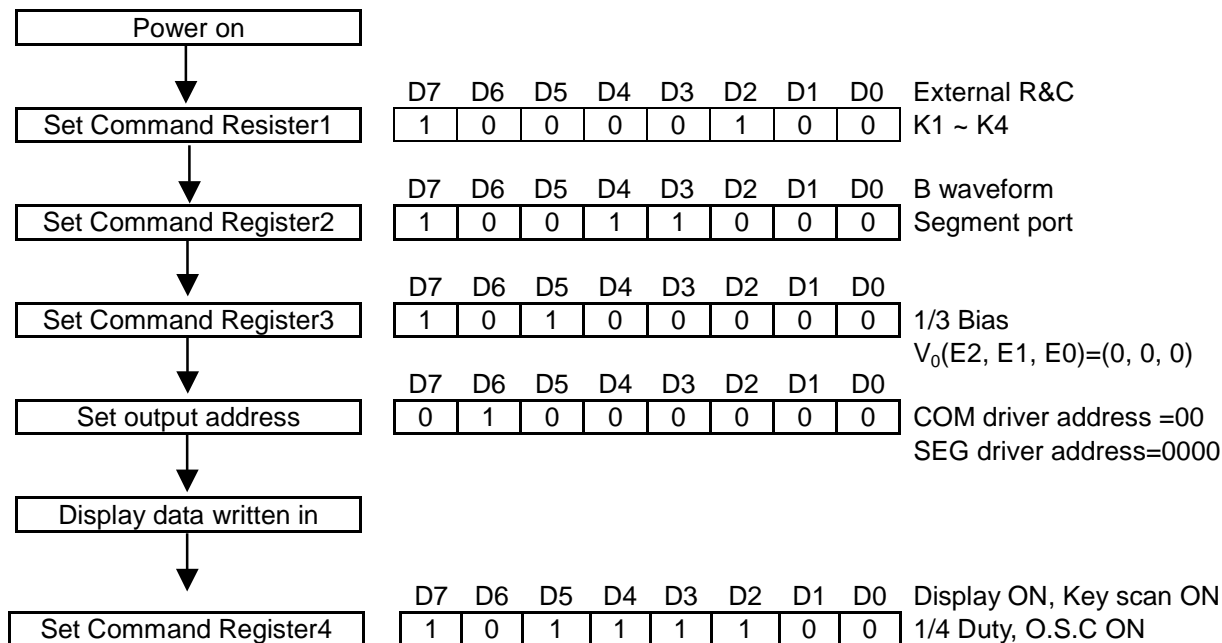 Power on
D7 D6 D5 D4 D3 D2 D1 D0 External R&C
Set Command Resister1 1 0 0 0 0 1 0 0 K1 ~ K4
D7 D6 D5 D4 D3 D2 D1 D0 B waveform
Set Command Register2 1 0 0 1 1 0 0 0 Segment port
D7 D6 D5 D4 D3 D2 D1 D0
Set Command Register3 1 0 1 0 0 0 0 0 1/3 Bias
V0(E2, E1, E0)=(0, 0, 0)
D7 D6 D5 D4 D3 D2 D1 D0
Set output address 0 1 0 0 0 0 0 0 COM driver address =00
SEG driver address=0000
Display data written in
D7 D6 D5 D4 D3 D2 D1 D0 Display ON, Key scan ON
Set Command Register4 1 0 1 1 1 1 0 0 1/4 Duty, O.S.C ON